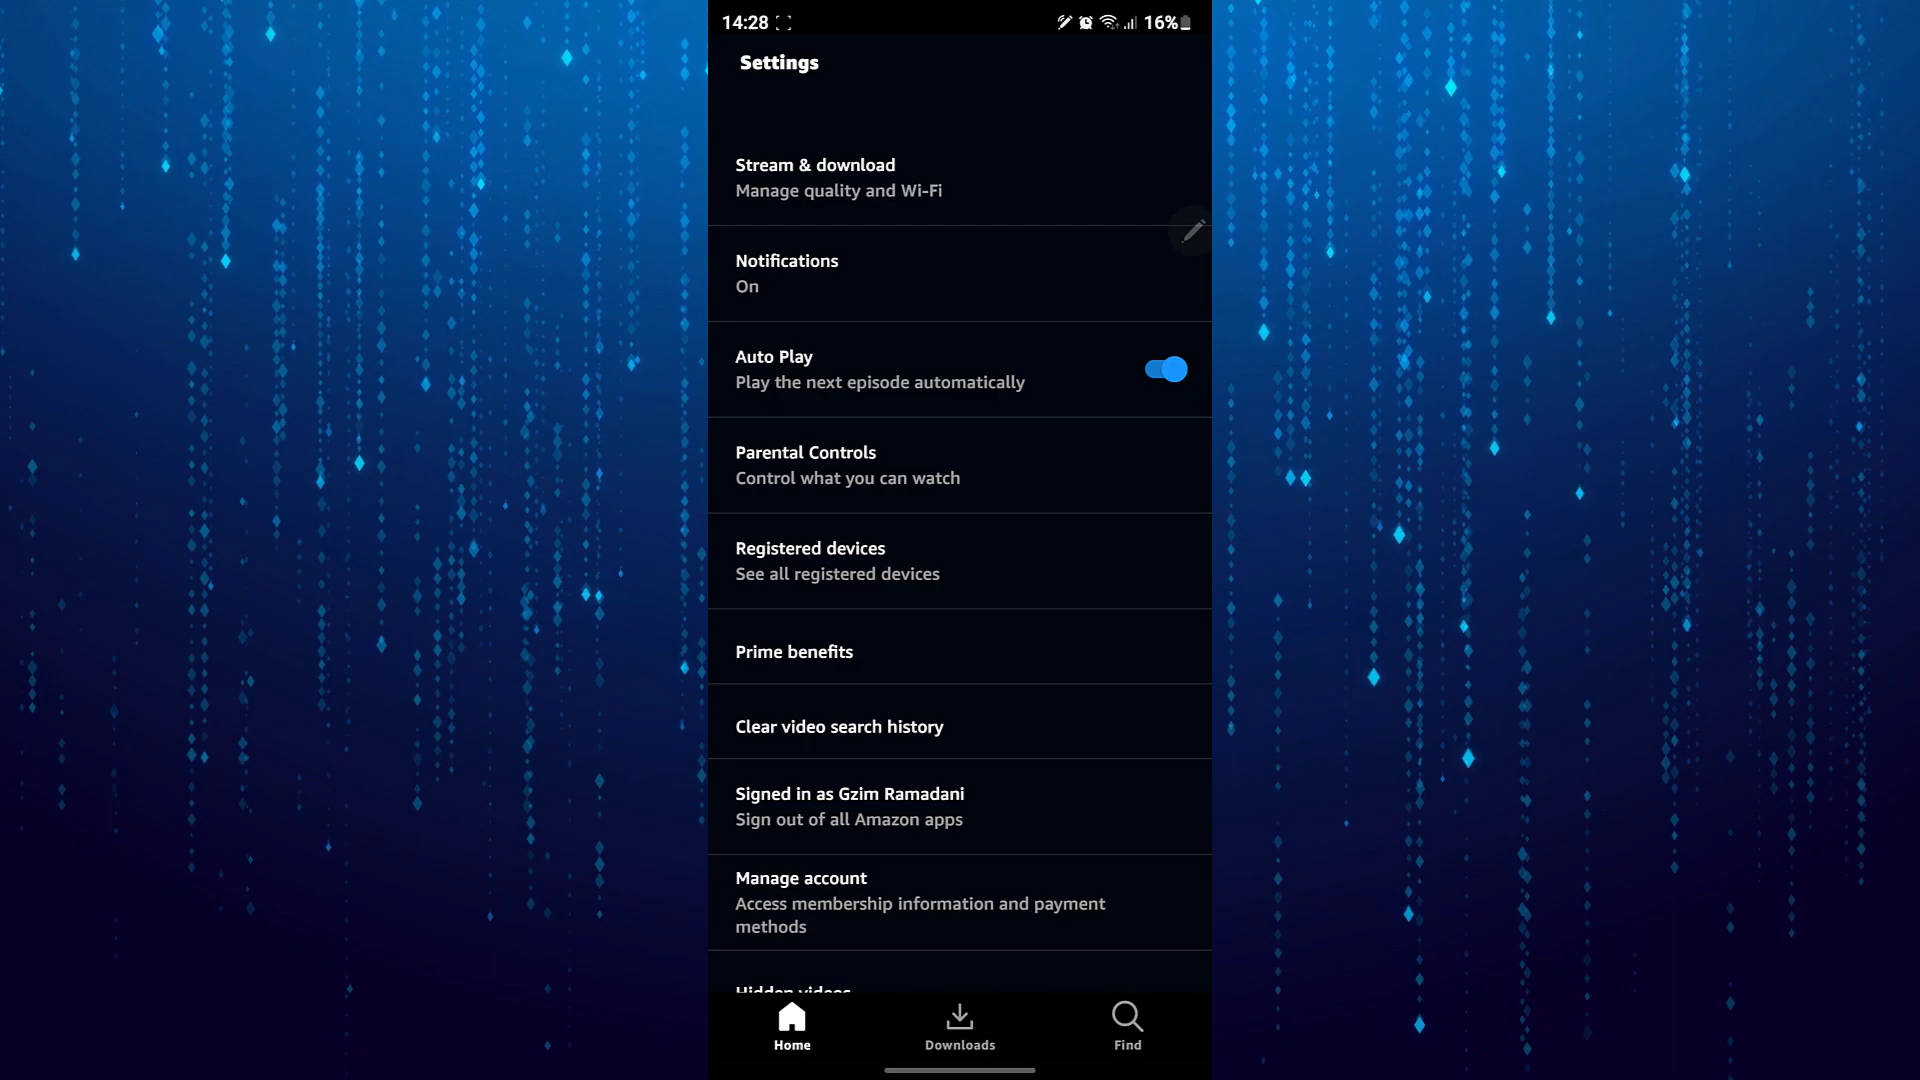 14:28
16%
Settings
Stream & download
Manage quality and Wi-Fi
Notifications
On
Auto Play
Play the next episode automatically
Parental Controls
Control what you can watch
Registered devices
See all registered devices
Prime benefits
Clear video search history
Signed in as Gzim Ramadani
Sign out of all Amazon apps
Manage account
Access membership information and payment
methods
Hidden videos
Home
Downloads
Find